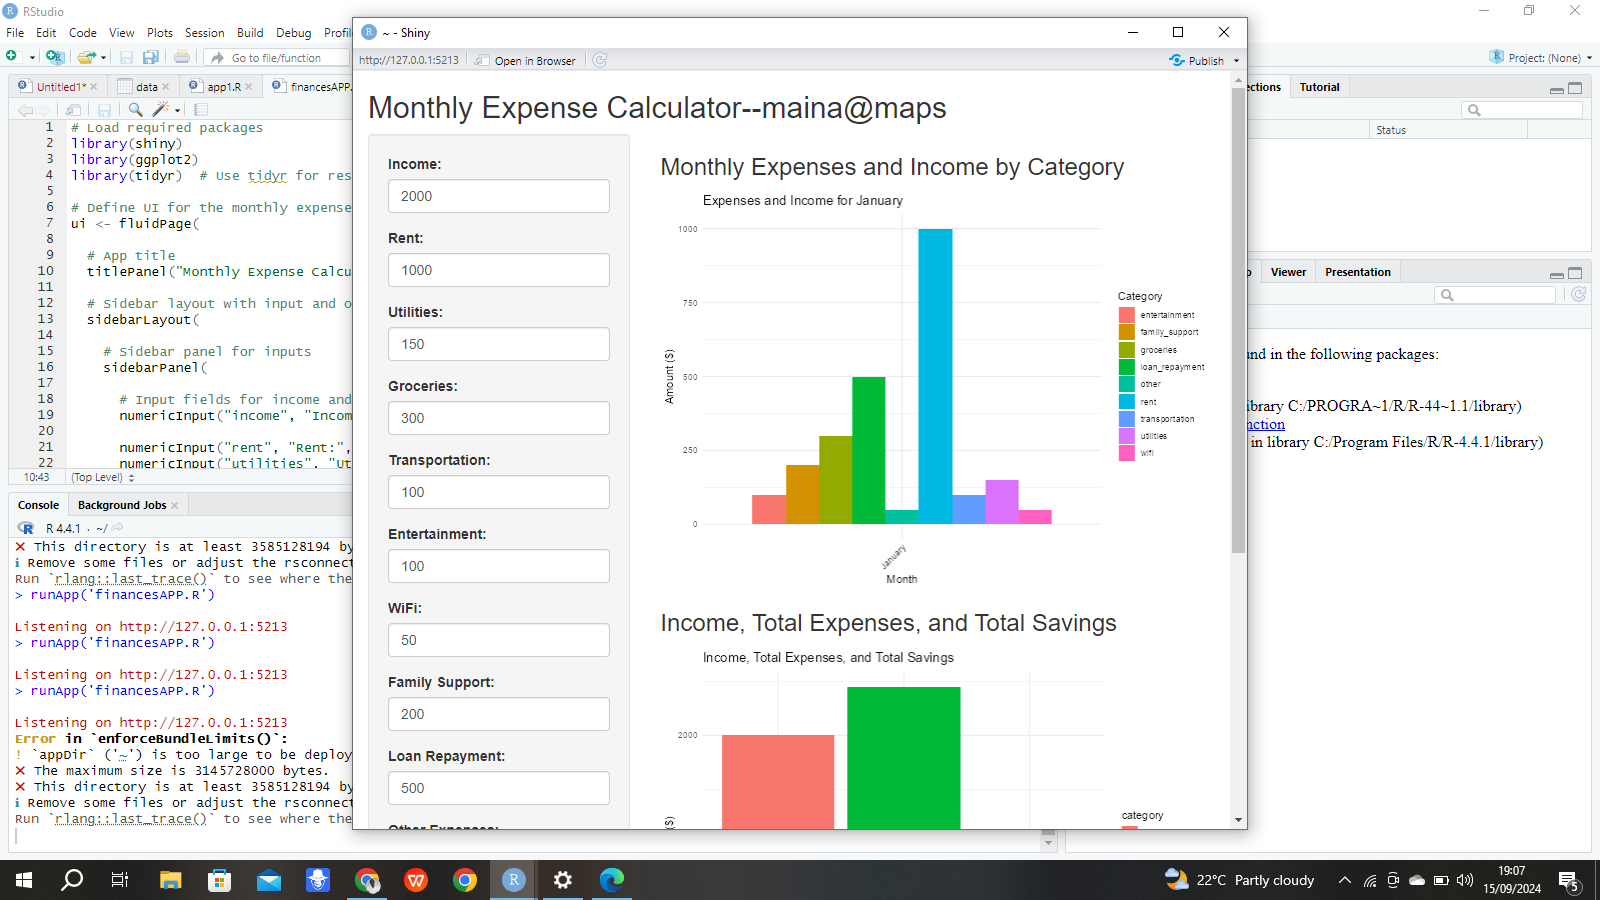 RStudio
File Edit Code View Plots Session Build Debug Profil
Go to file/function
Project: (None)
Untitled1* data app1.R financesAPP.
1 # Load required packages
2 library(shiny)
3 library(ggplot2)
4 library(tidyr)  # Use tidyr for res
5
6 # Define UI for the monthly expense
7 ui <- fluidPage(
8
9 # App title
10 titlePanel("Monthly Expense Calcu
11
12 # Sidebar layout with input and o
13 sidebarLayout(
14
15 # Sidebar panel for inputs
16 sidebarPanel(
17
18 # Input fields for income and
19 numericInput("income", "Incom
20
21 numericInput("rent", "Rent:",
22 numericInput("utilities", "Ut
10:43 (Top Level)
Console Background Jobs
R 4.4.1 · ~/
✕ This directory is at least 3585128194 by
i Remove some files or adjust the rsconnect
Run `rlang::last_trace()` to see where the
> runApp('financesAPP.R')
Listening on http://127.0.0.1:5213
> runApp('financesAPP.R')
Listening on http://127.0.0.1:5213
> runApp('financesAPP.R')
Listening on http://127.0.0.1:5213
Error in `enforceBundleLimits()`:
! `appDir` ('~') is too large to be deploy
✕ The maximum size is 3145728000 bytes.
✕ This directory is at least 3585128194 by
i Remove some files or adjust the rsconnect
Run `rlang::last_trace()` to see where the
~ - Shiny
http://127.0.0.1:5213 Open in Browser Publish
Monthly Expense Calculator--maina@maps
Income:
2000
Rent:
1000
Utilities:
150
Groceries:
300
Transportation:
100
Entertainment:
100
WiFi:
50
Family Support:
200
Loan Repayment:
500
Other Expenses:
Monthly Expenses and Income by Category
Expenses and Income for January
1000
750
500
250
0
Amount ($)
January
Month
Category
entertainment
family_support
groceries
loan_repayment
other
rent
transportation
utilities
wifi
Income, Total Expenses, and Total Savings
Income, Total Expenses, and Total Savings
2000
($)
category
ections Tutorial
Status
p Viewer Presentation
und in the following packages:
ibrary C:/PROGRA~1/R/R-44~1.1/library)
nction
in library C:/Program Files/R/R-4.4.1/library)
22°C Partly cloudy
19:07
15/09/2024
5